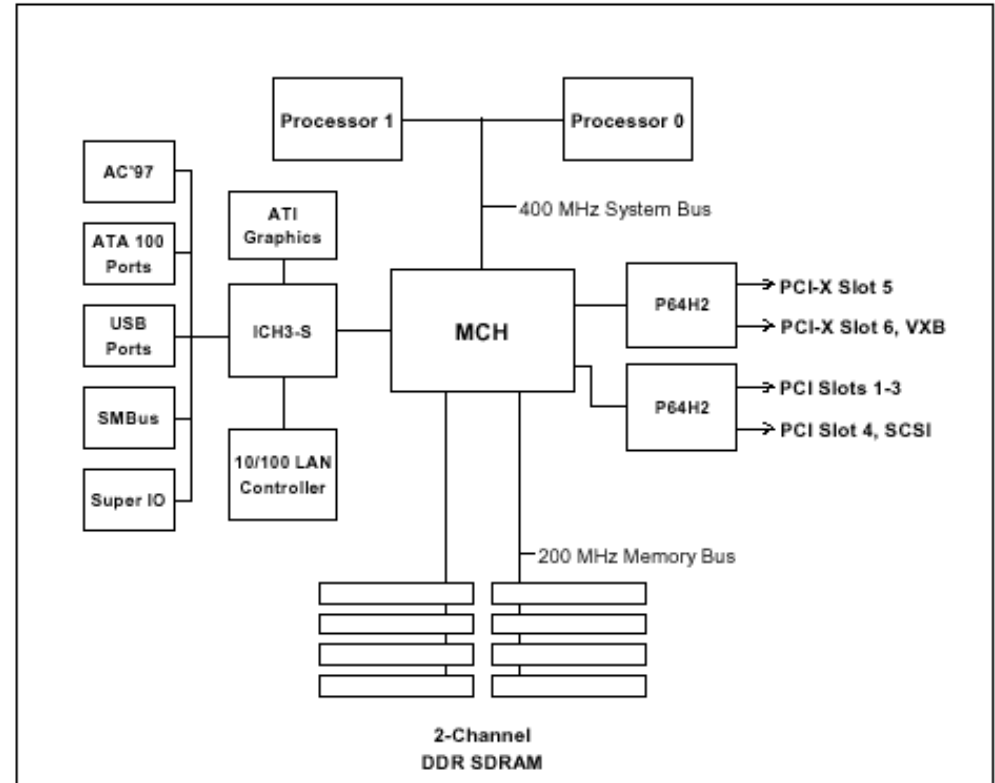 Processor 1
Processor 0
AC'97
ATI
Graphics
400 MHz System Bus
ATA 100
Ports
P64H2
PCI-X Slot 5
PCI-X Slot 6, VXB
USB
Ports
ICH3-S
MCH
P64H2
PCI Slots 1-3
PCI Slot 4, SCSI
SMBus
10/100 LAN
Controller
Super IO
200 MHz Memory Bus
2-Channel
DDR SDRAM